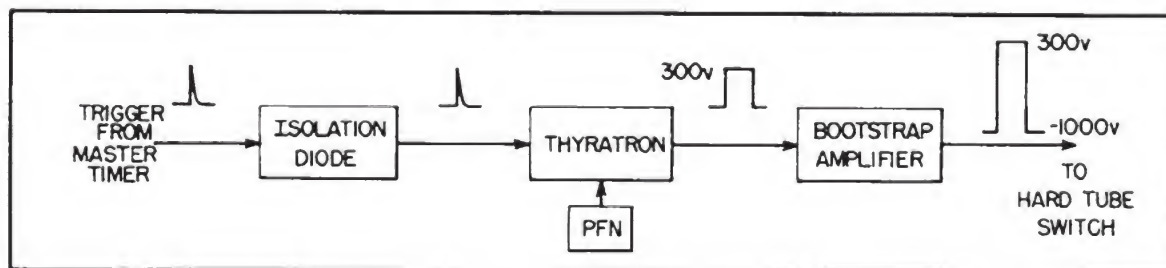 TRIGGER
FROM
MASTER
TIMER
ISOLATION
DIODE
THYRATRON
PFN
300v
BOOTSTRAP
AMPLIFIER
300v
-1000v
TO
HARD TUBE
SWITCH